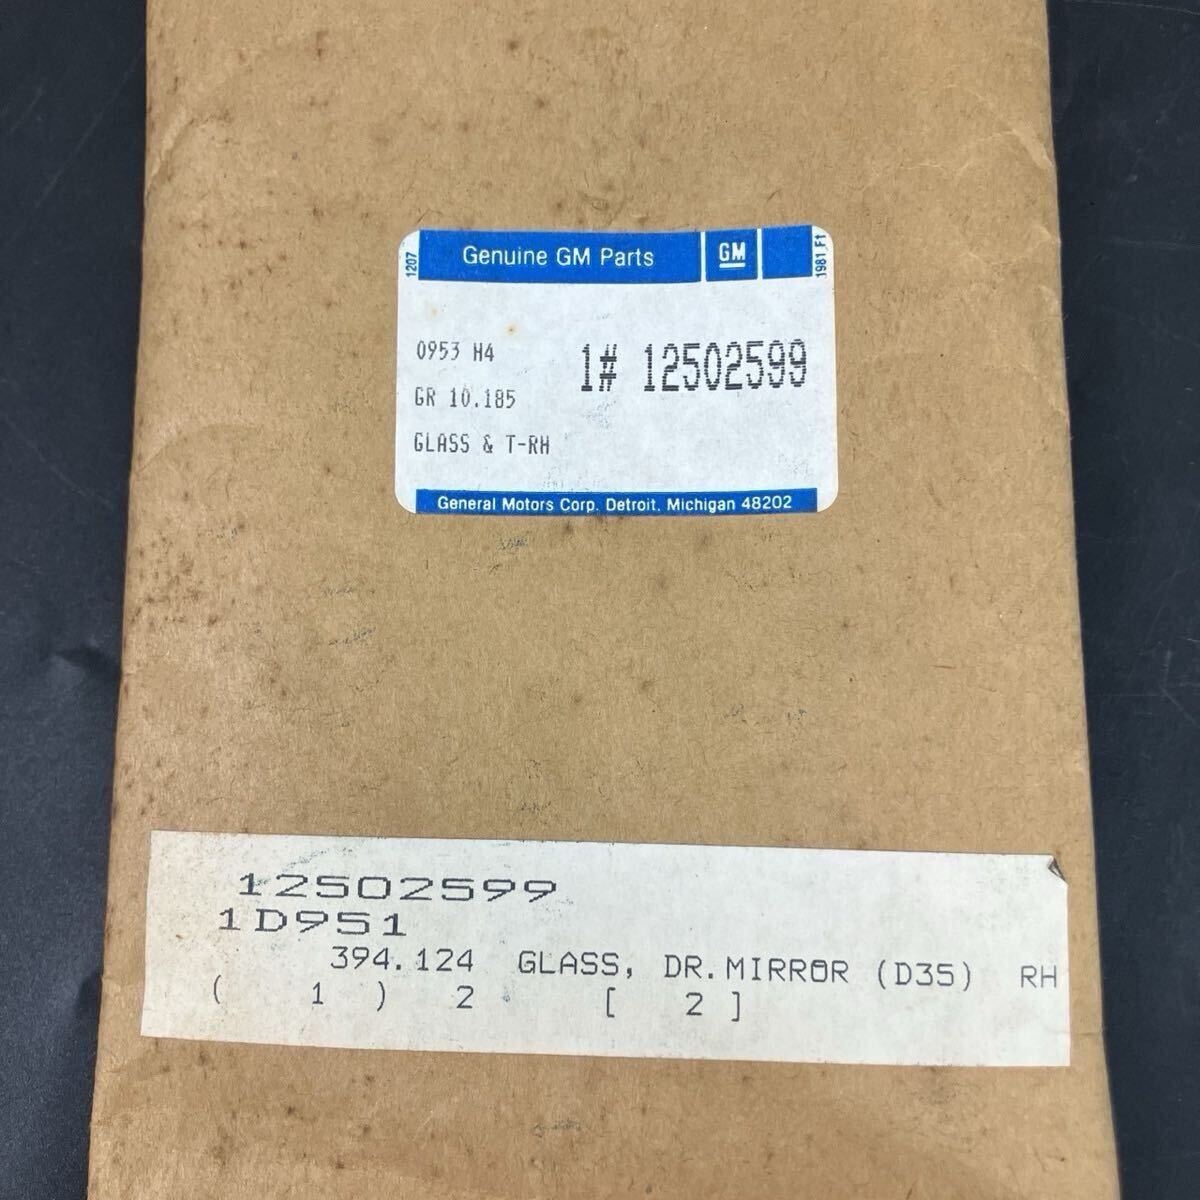 Genuine GM Parts GM
1207
1981 Ft
0953 H4
1# 12502599
GR 10.185
GLASS & T-RH
General Motors Corp. Detroit, Michigan 48202
12502599
1D951
394.124 GLASS, DR.MIRROR (D35) RH
( 1 ) 2 [ 2 ]